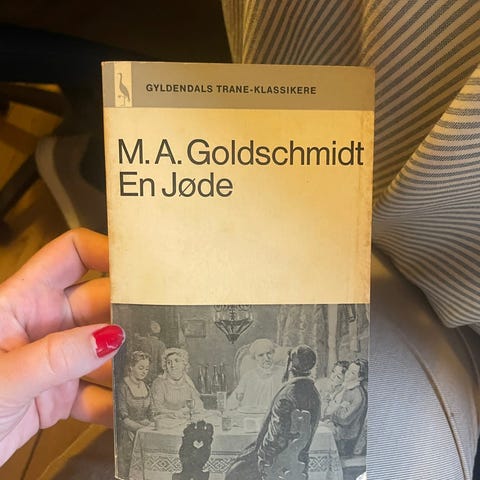 GYLDENDALS TRANE-KLASSIKERE
M. A. Goldschmidt
En Jøde